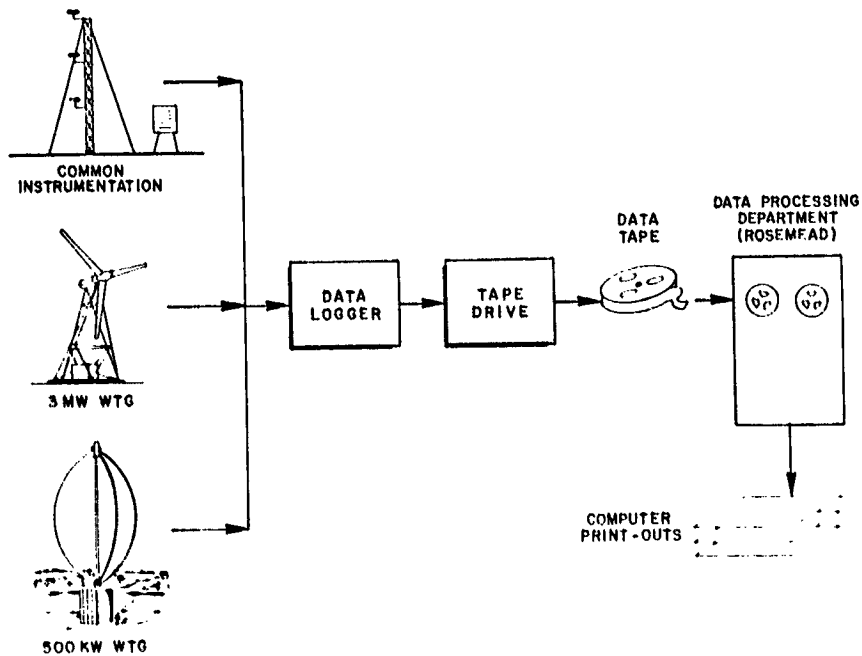 COMMON
INSTRUMENTATION
3 MW WTG
500 KW WTG
DATA
LOGGER
TAPE
DRIVE
DATA
TAPE
DATA PROCESSING
DEPARTMENT
(ROSEMEAD)
COMPUTER
PRINT-OUTS